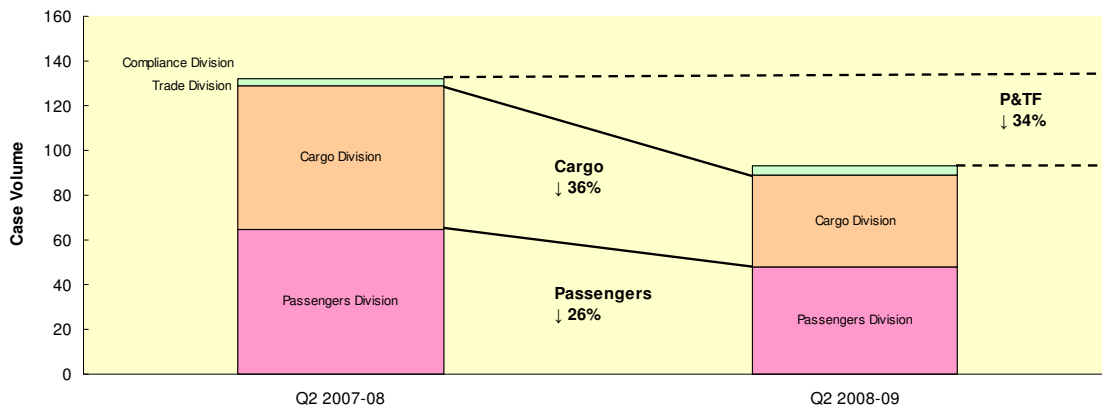 160
140
120
100
80
60
40
20
0
Case Volume
Compliance Division
Trade Division
Cargo Division
Passengers Division
Cargo
↓ 36%
Passengers
↓ 26%
P&TF
↓ 34%
Cargo Division
Passengers Division
Q2 2007-08
Q2 2008-09